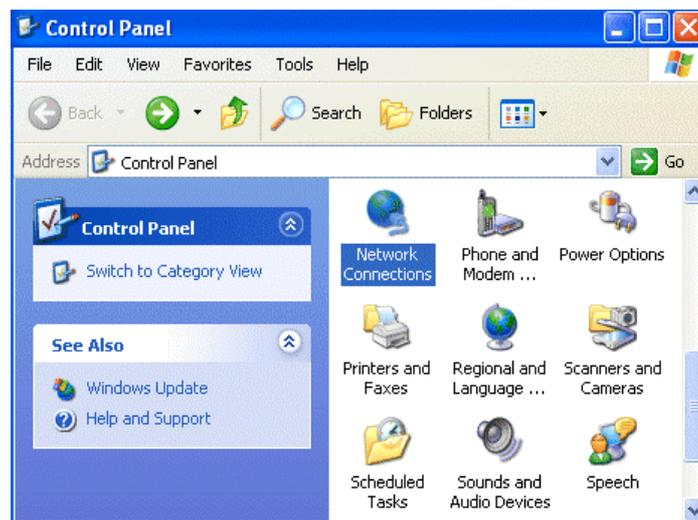 Control Panel
File Edit View Favorites Tools Help
Back Search Folders
Address Control Panel Go
Control Panel
Switch to Category View
See Also
Windows Update
Help and Support
Network
Connections
Phone and
Modem ...
Power Options
Printers and
Faxes
Regional and
Language ...
Scanners and
Cameras
Scheduled
Tasks
Sounds and
Audio Devices
Speech